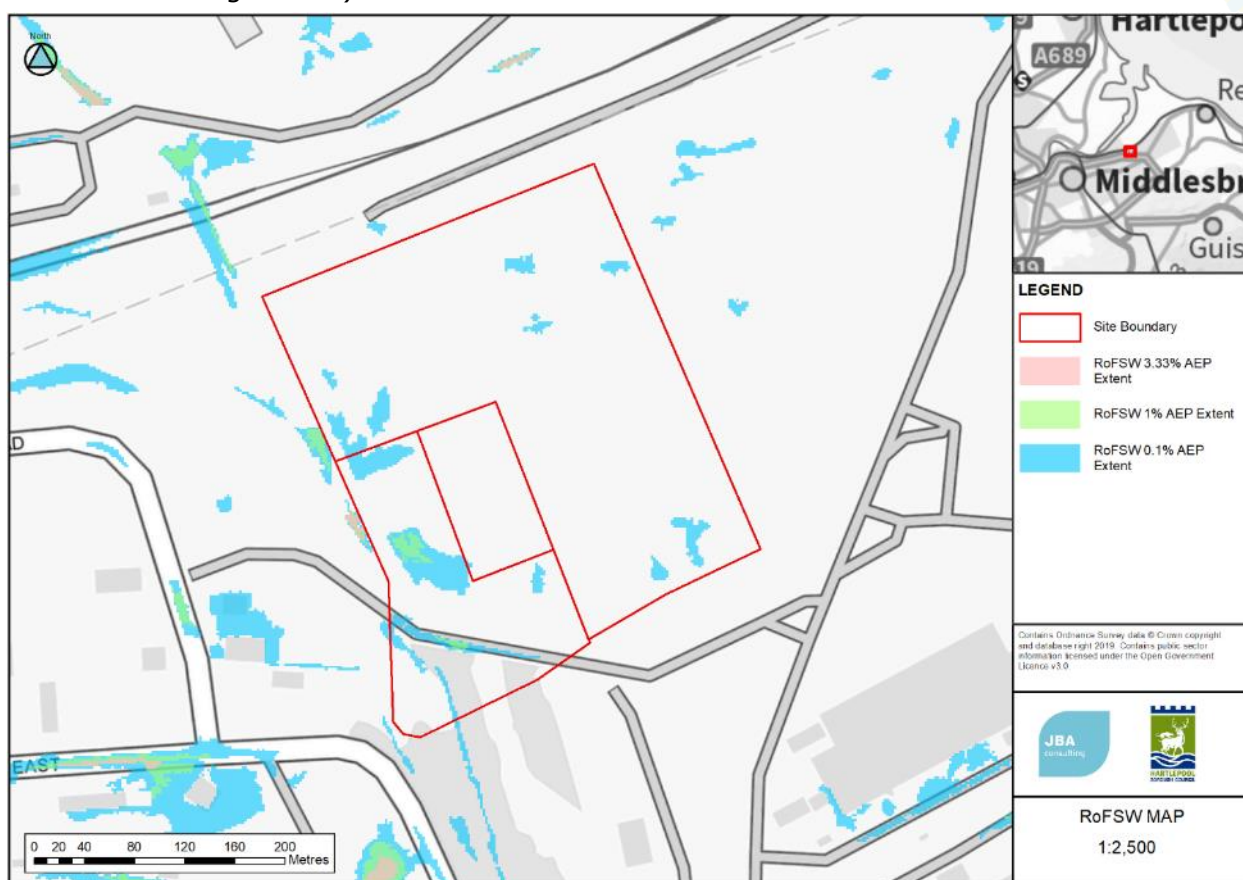 North
Hartlepo
A689
Re
Middlesbr
Guis
19
LEGEND
Site Boundary
RoFSW 3.33% AEP
Extent
RoFSW 1% AEP Extent
RoFSW 0.1% AEP
Extent
D
EAST
0 20 40 80 120 160 200
Metres
Contains Ordnance Survey data © Crown copyright
and database right 2019. Contains public sector
information licensed under the Open Government
Licence v3.0
JBA
consulting
HARTLEPOOL
BOROUGH COUNCIL
RoFSW MAP
1:2,500